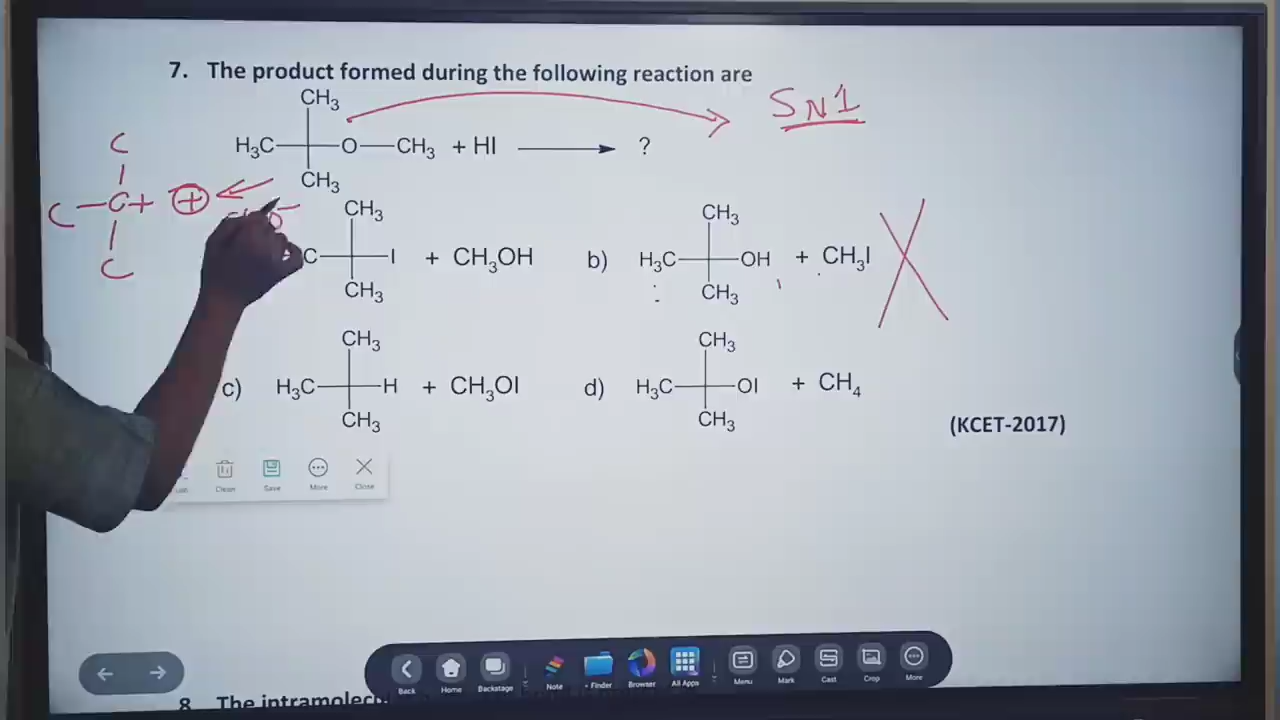 7. The product formed during the following reaction are
SN1
CH₃
H₃C O CH₃ + HI ?
CH₃
C
C C + +
C
CH₃
C I + CH₃OH
CH₃
CH₃
b) H₃C OH + CH₃I
CH₃
CH₃
c) H₃C H + CH₃OI
CH₃
CH₃
d) H₃C OI + CH₄
CH₃
(KCET-2017)
Clean Save More Close
Back Home Backstage Note Finder Browser All Apps Menu Mark Cast Crop More
8. The intramolec